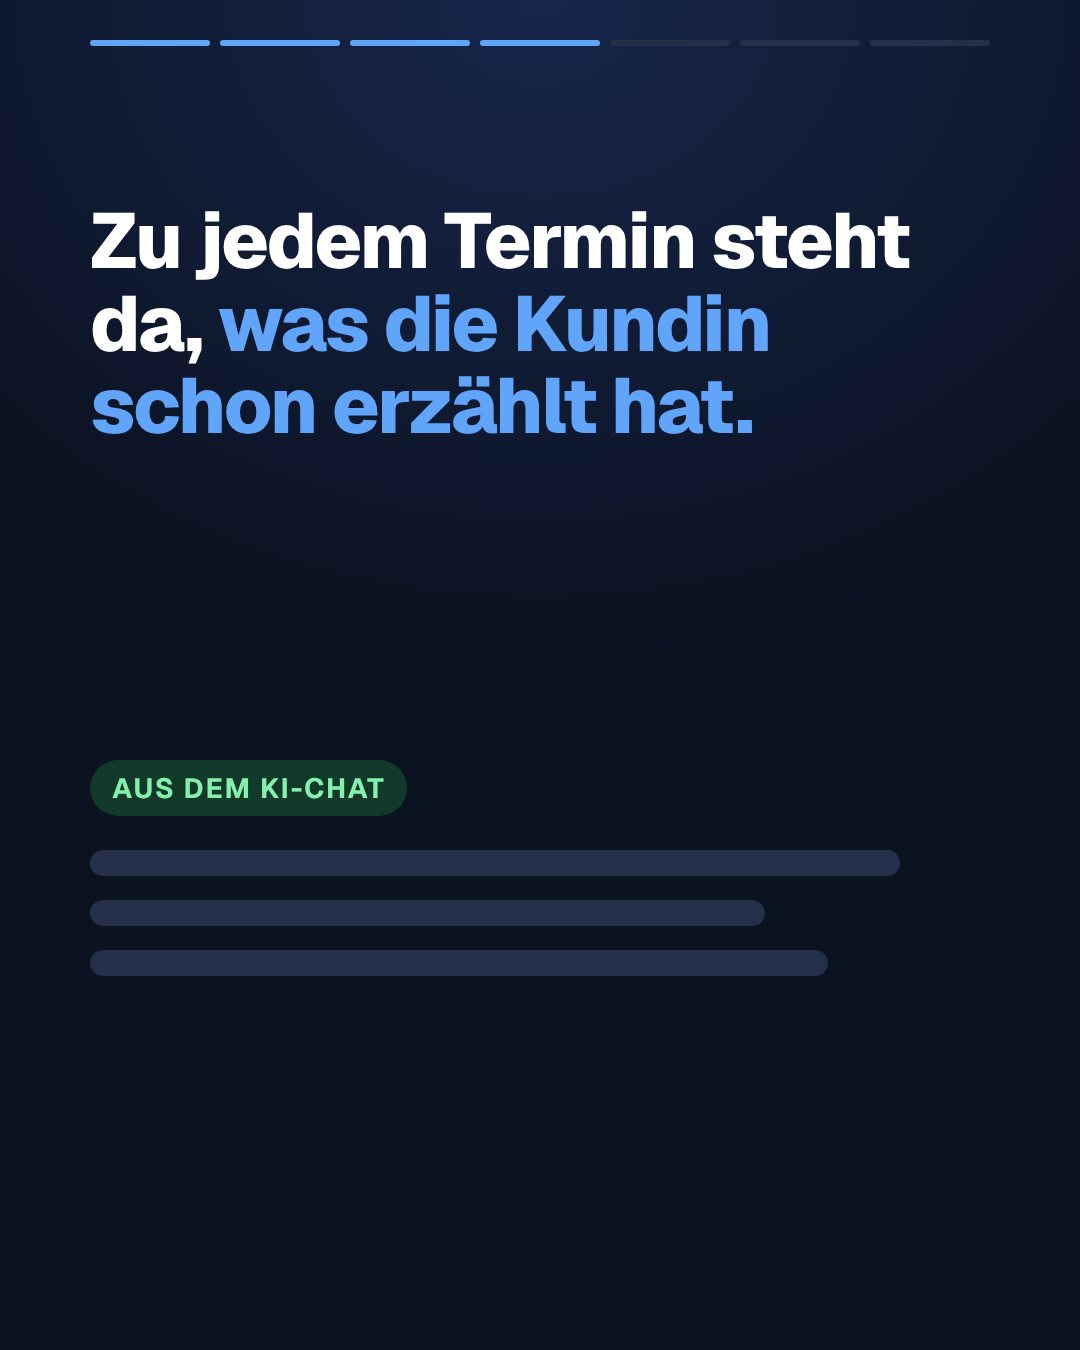 Zu jedem Termin steht
da, was die Kundin
schon erzählt hat.
AUS DEM KI-CHAT